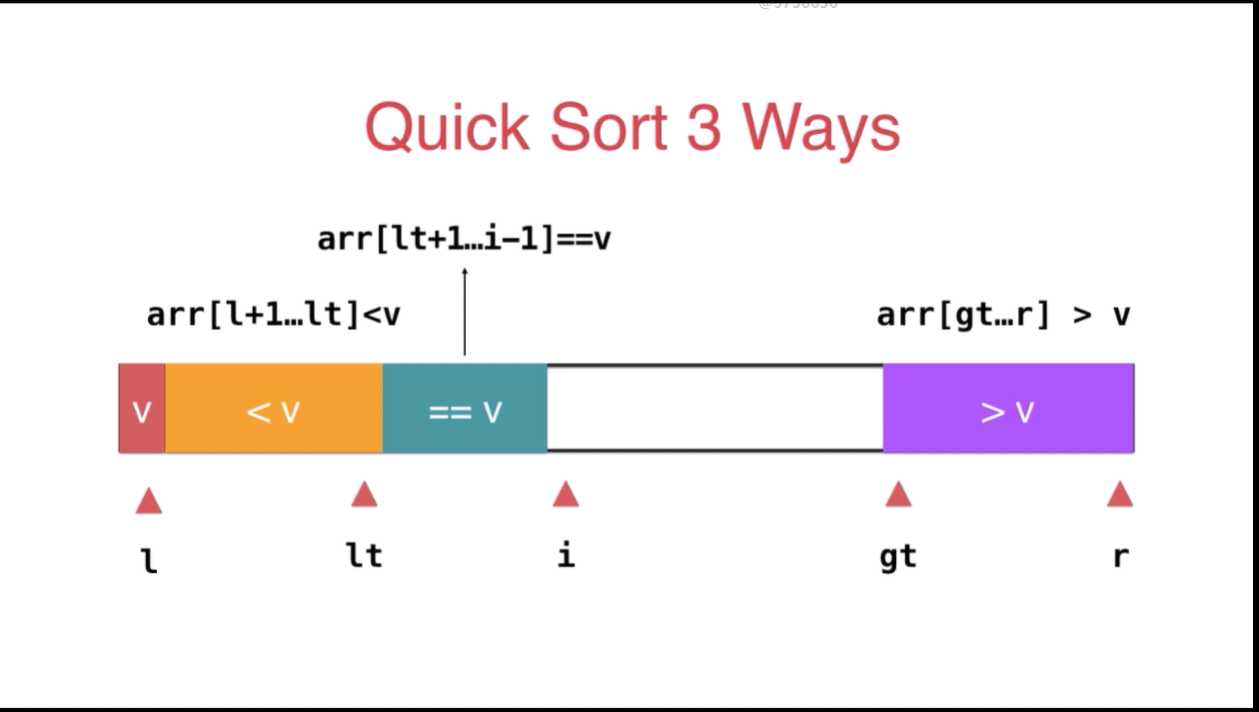 Quick Sort 3 Ways
arr[lt+1…i-1]==v
arr[l+1…lt]<v
arr[gt…r] > v
v
< v
== v
> v
l
lt
i
gt
r